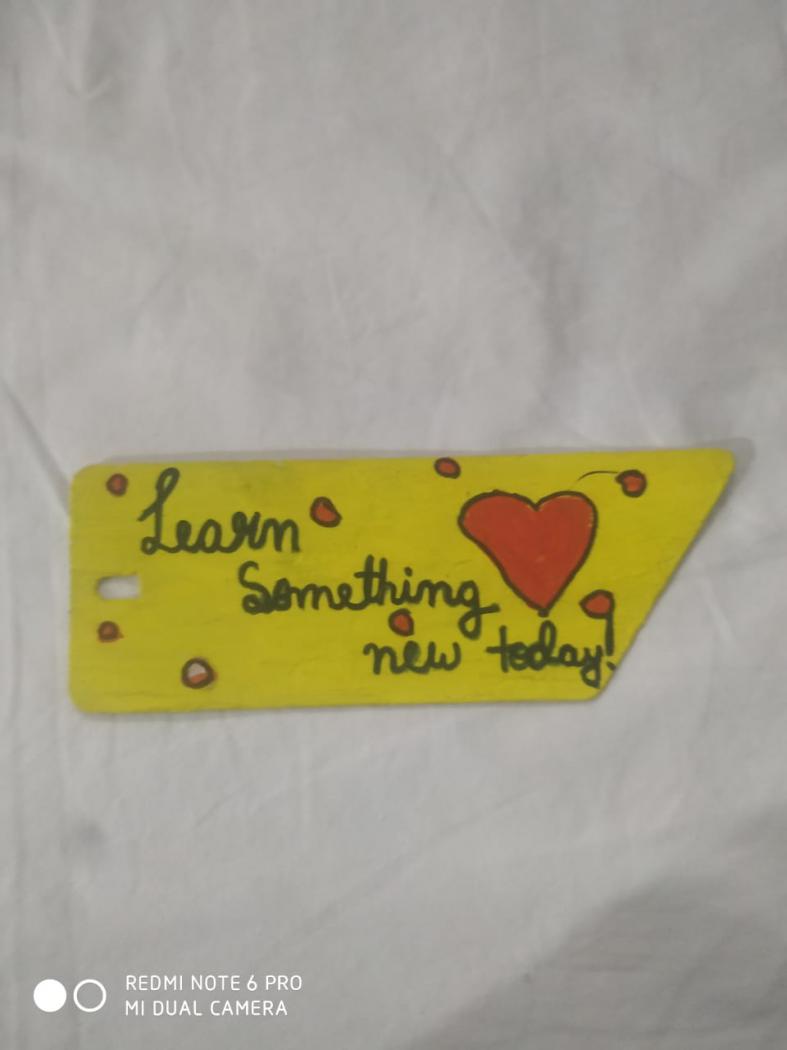 Learn
Something
new today!
REDMI NOTE 6 PRO
MI DUAL CAMERA